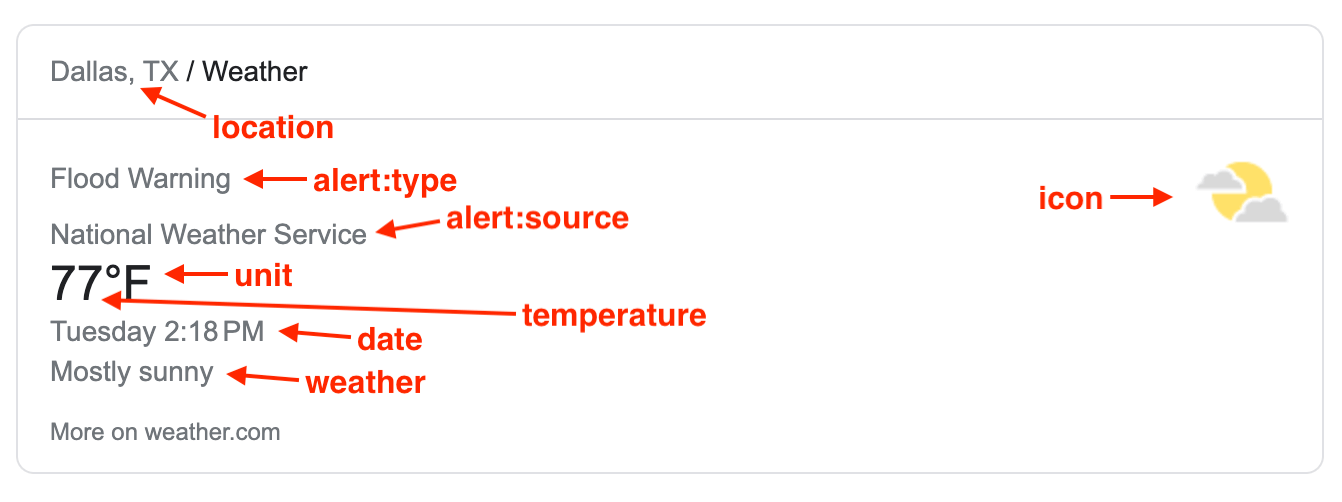 Dallas, TX / Weather
location
Flood Warning
alert:type
icon
National Weather Service
alert:source
77°F
unit
temperature
Tuesday 2:18 PM
date
Mostly sunny
weather
More on weather.com